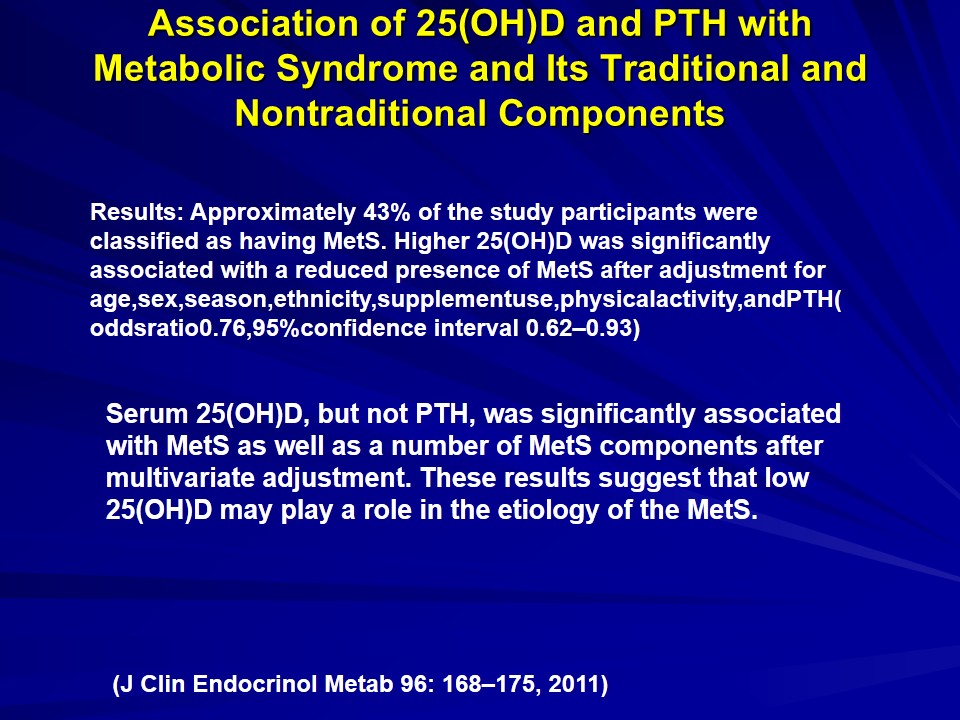 Association of 25(OH)D and PTH with
Metabolic Syndrome and Its Traditional and
Nontraditional Components
Results: Approximately 43% of the study participants were
classified as having MetS. Higher 25(OH)D was significantly
associated with a reduced presence of MetS after adjustment for
age,sex,season,ethnicity,supplementuse,physicalactivity,andPTH(
oddsratio0.76,95%confidence interval 0.62–0.93)
Serum 25(OH)D, but not PTH, was significantly associated
with MetS as well as a number of MetS components after
multivariate adjustment. These results suggest that low
25(OH)D may play a role in the etiology of the MetS.
(J Clin Endocrinol Metab 96: 168–175, 2011)